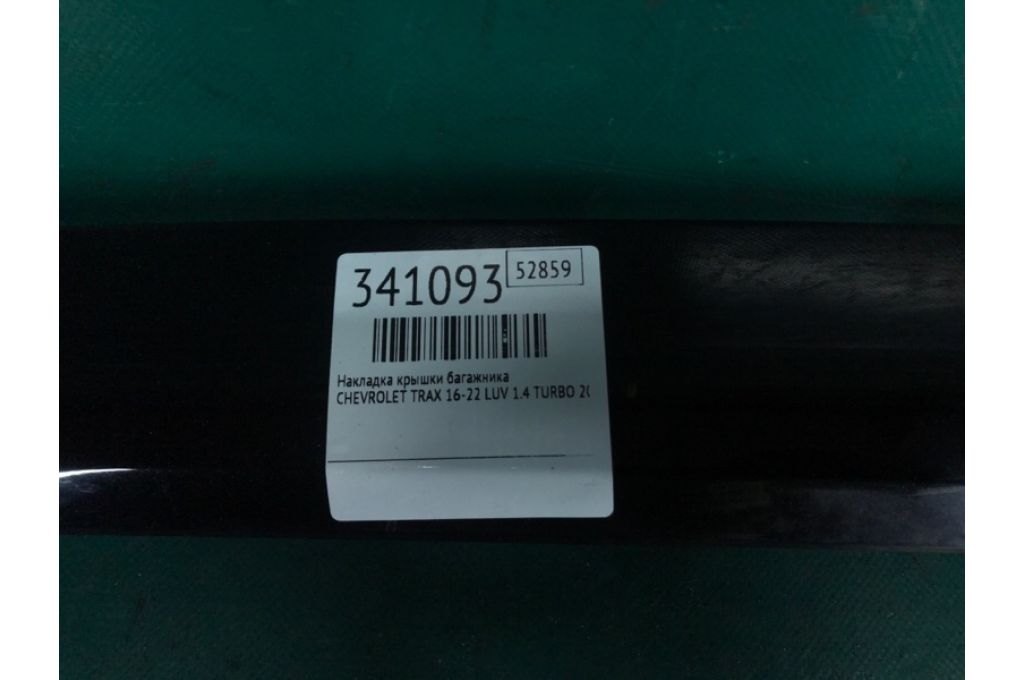 341093
52859
Накладка крышки багажника
CHEVROLET TRAX 16-22 LUV 1.4 TURBO